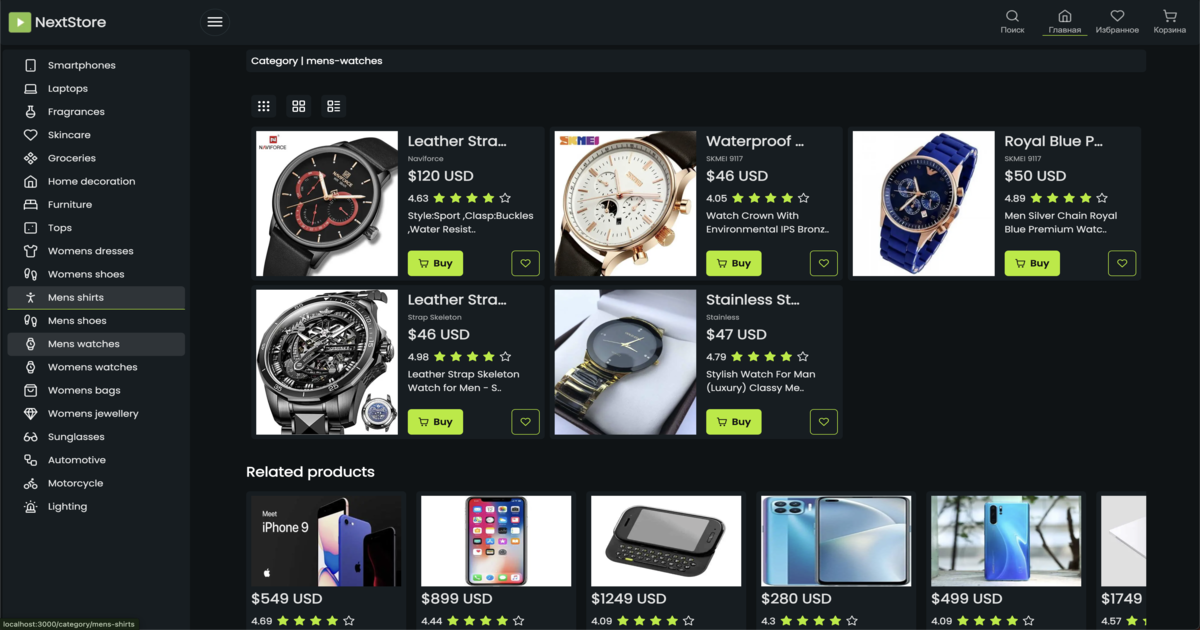 NextStore
Поиск
Главная
Избранное
Корзина
Smartphones
Laptops
Fragrances
Skincare
Groceries
Home decoration
Furniture
Tops
Womens dresses
Womens shoes
Mens shirts
Mens shoes
Mens watches
Womens watches
Womens bags
Womens jewellery
Sunglasses
Automotive
Motorcycle
Lighting
Category | mens-watches
NAVIFORCE
Leather Stra...
Naviforce
$120 USD
4.63
Style:Sport ,Clasp:Buckles
,Water Resist..
Buy
SKMEI
Waterproof ...
SKMEI 9117
$46 USD
4.05
Watch Crown With
Environmental IPS Bronz..
Buy
Royal Blue P...
SKMEI 9117
$50 USD
4.89
Men Silver Chain Royal
Blue Premium Watc..
Buy
Leather Stra...
Strap Skeleton
$46 USD
4.98
Leather Strap Skeleton
Watch for Men - S..
Buy
Stainless St...
Stainless
$47 USD
4.79
Stylish Watch For Man
(Luxury) Classy Me..
Buy
Related products
Meet
iPhone 9
$549 USD
4.69
$899 USD
4.44
$1249 USD
4.09
$280 USD
4.3
$499 USD
4.09
$1749
4.57
localhost:3000/category/mens-shirts